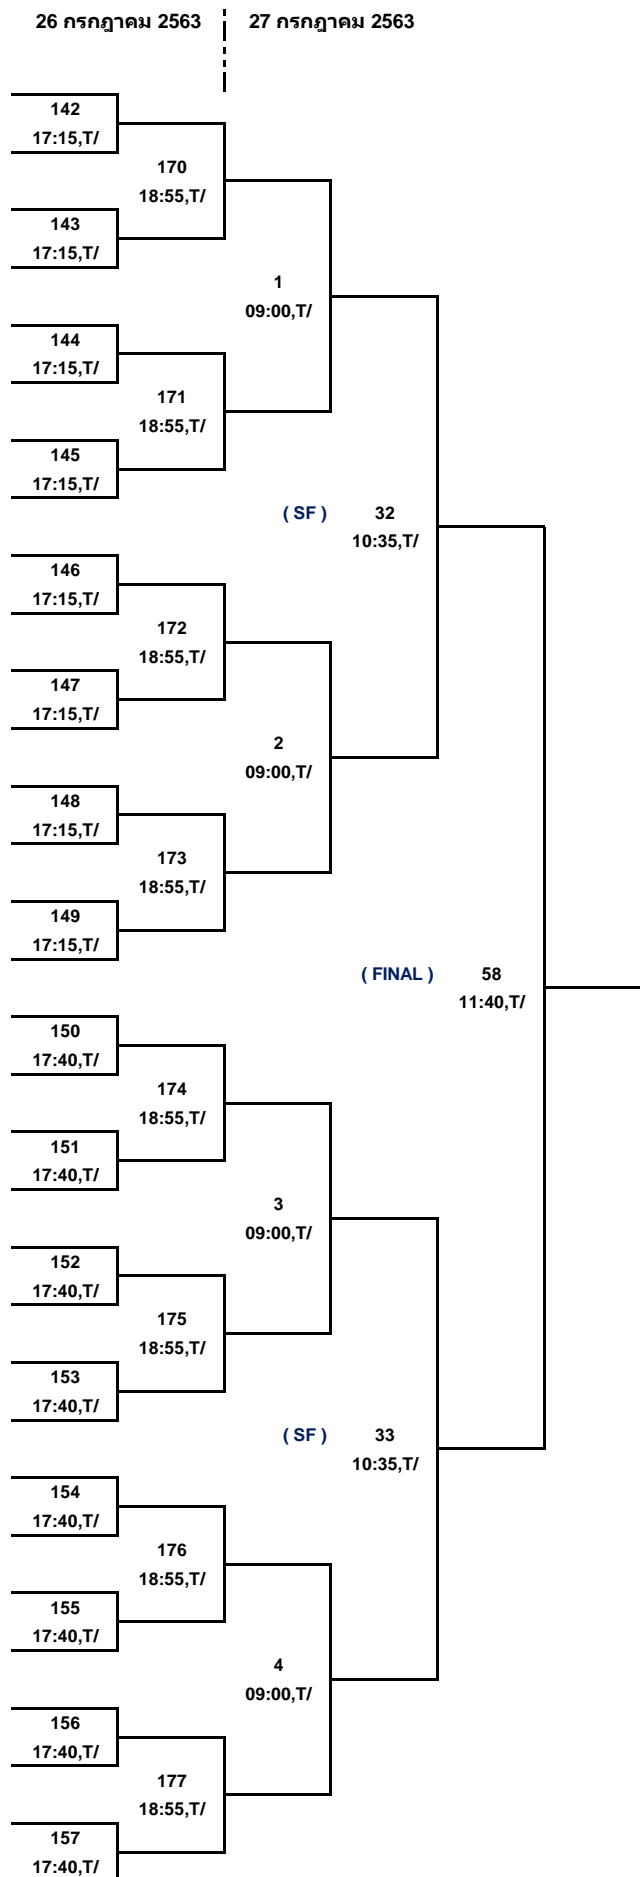 26 กรกฎาคม 2563 27 กรกฎาคม 2563
142
17:15,T/
170
18:55,T/
143
17:15,T/
1
09:00,T/
144
17:15,T/
171
18:55,T/
145
17:15,T/
( SF ) 32
10:35,T/
146
17:15,T/
172
18:55,T/
147
17:15,T/
2
09:00,T/
148
17:15,T/
173
18:55,T/
149
17:15,T/
( FINAL ) 58
11:40,T/
150
17:40,T/
174
18:55,T/
151
17:40,T/
3
09:00,T/
152
17:40,T/
175
18:55,T/
153
17:40,T/
( SF ) 33
10:35,T/
154
17:40,T/
176
18:55,T/
155
17:40,T/
4
09:00,T/
156
17:40,T/
177
18:55,T/
157
17:40,T/